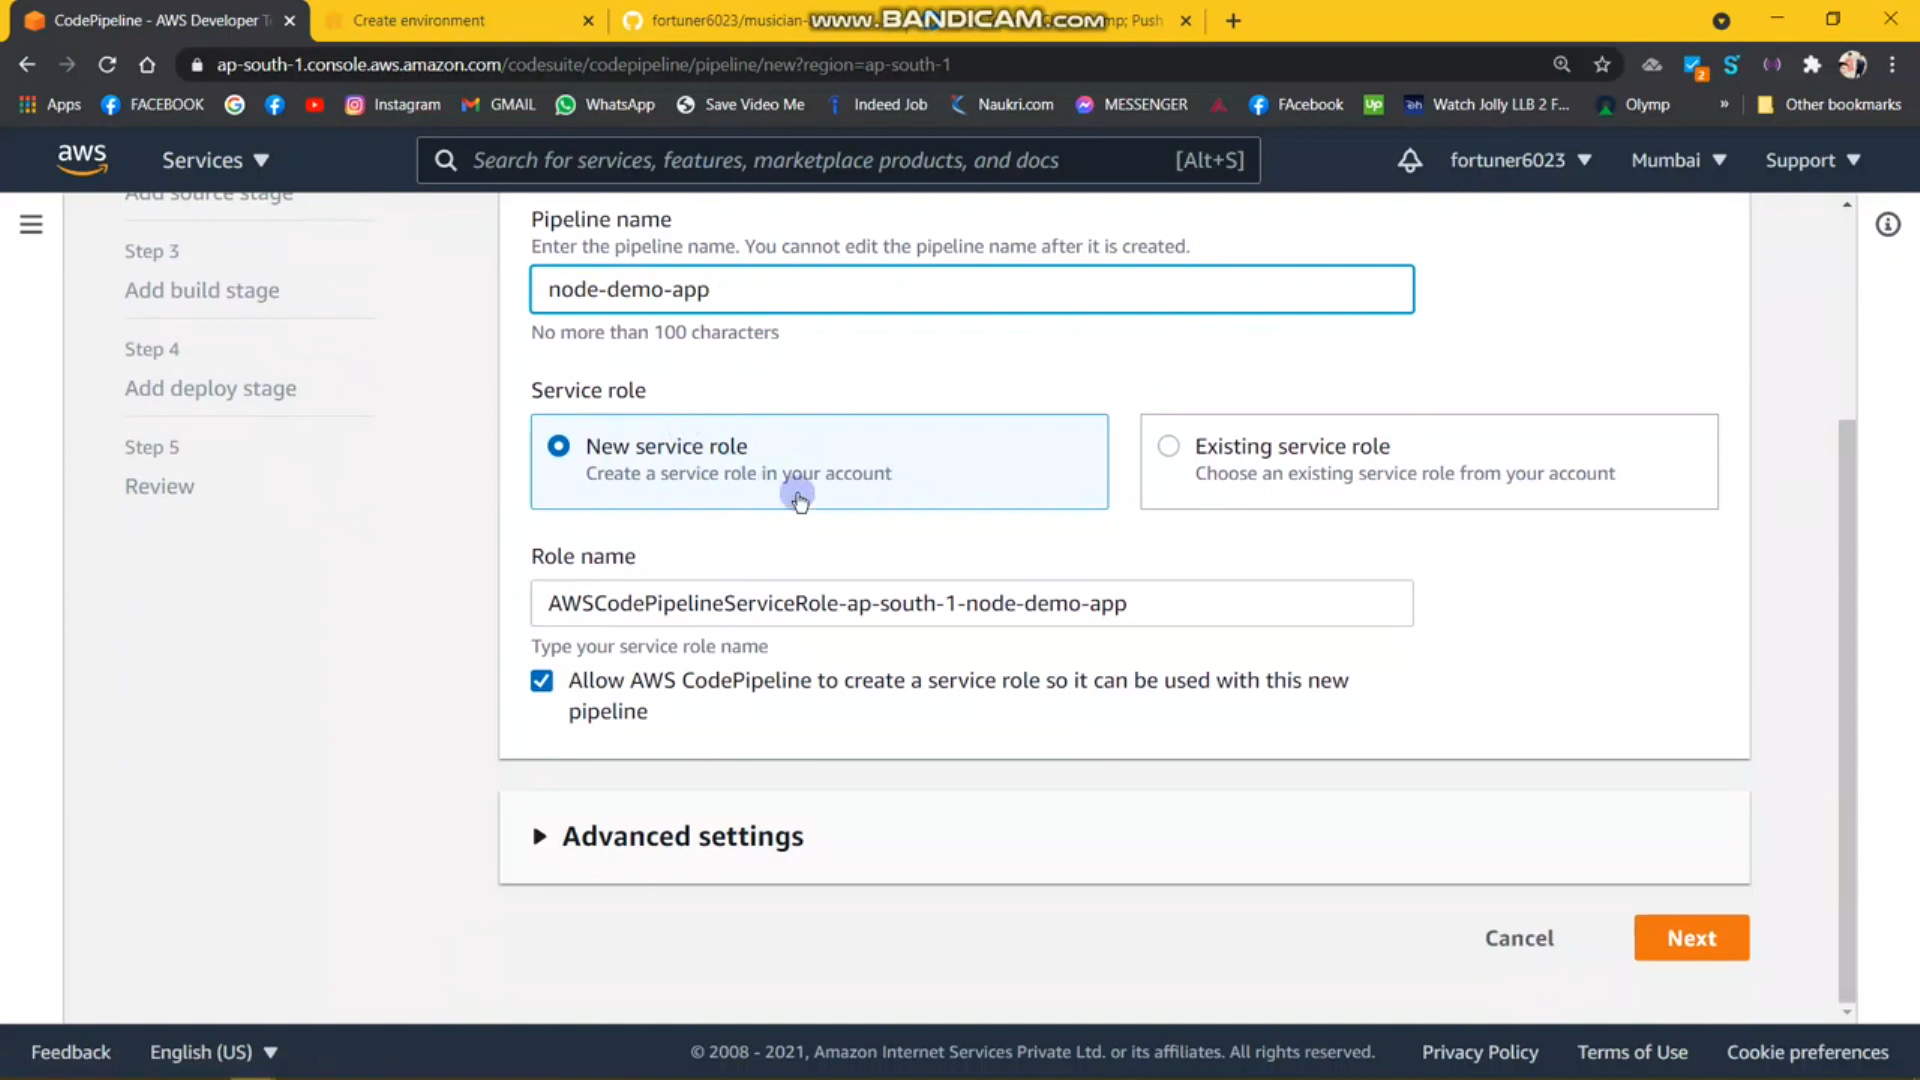 CodePipeline - AWS Developer
Create environment
fortuner6023/musician-
www.BANDICAM.com
mp; Push
ap-south-1.console.aws.amazon.com/codesuite/codepipeline/pipeline/new?region=ap-south-1
2
Apps
FACEBOOK
Instagram
GMAIL
WhatsApp
Save Video Me
Indeed Job
Naukri.com
MESSENGER
FAcebook
Up
Watch Jolly LLB 2 F...
Olymp
»
Other bookmarks
aws
Services
Search for services, features, marketplace products, and docs
[Alt+S]
fortuner6023
Mumbai
Support
Add source stage
Step 3
Add build stage
Step 4
Add deploy stage
Step 5
Review
Pipeline name
Enter the pipeline name. You cannot edit the pipeline name after it is created.
node-demo-app
No more than 100 characters
Service role
New service role
Create a service role in your account
Existing service role
Choose an existing service role from your account
Role name
AWSCodePipelineServiceRole-ap-south-1-node-demo-app
Type your service role name
Allow AWS CodePipeline to create a service role so it can be used with this new
pipeline
Advanced settings
Cancel
Next
Feedback
English (US)
© 2008 - 2021, Amazon Internet Services Private Ltd. or its affiliates. All rights reserved.
Privacy Policy
Terms of Use
Cookie preferences